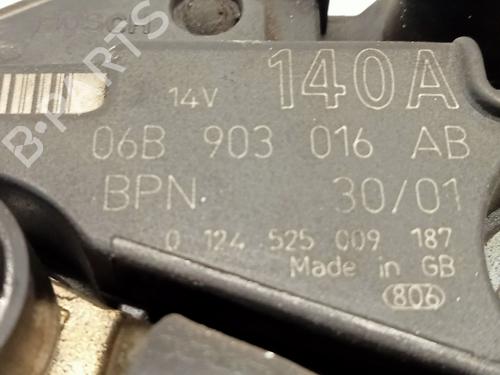 BOSCH
14V 140A
06B 903 016 AB
BPN 30/01
0 124 525 009 187
Made in GB
806
B-PARTS